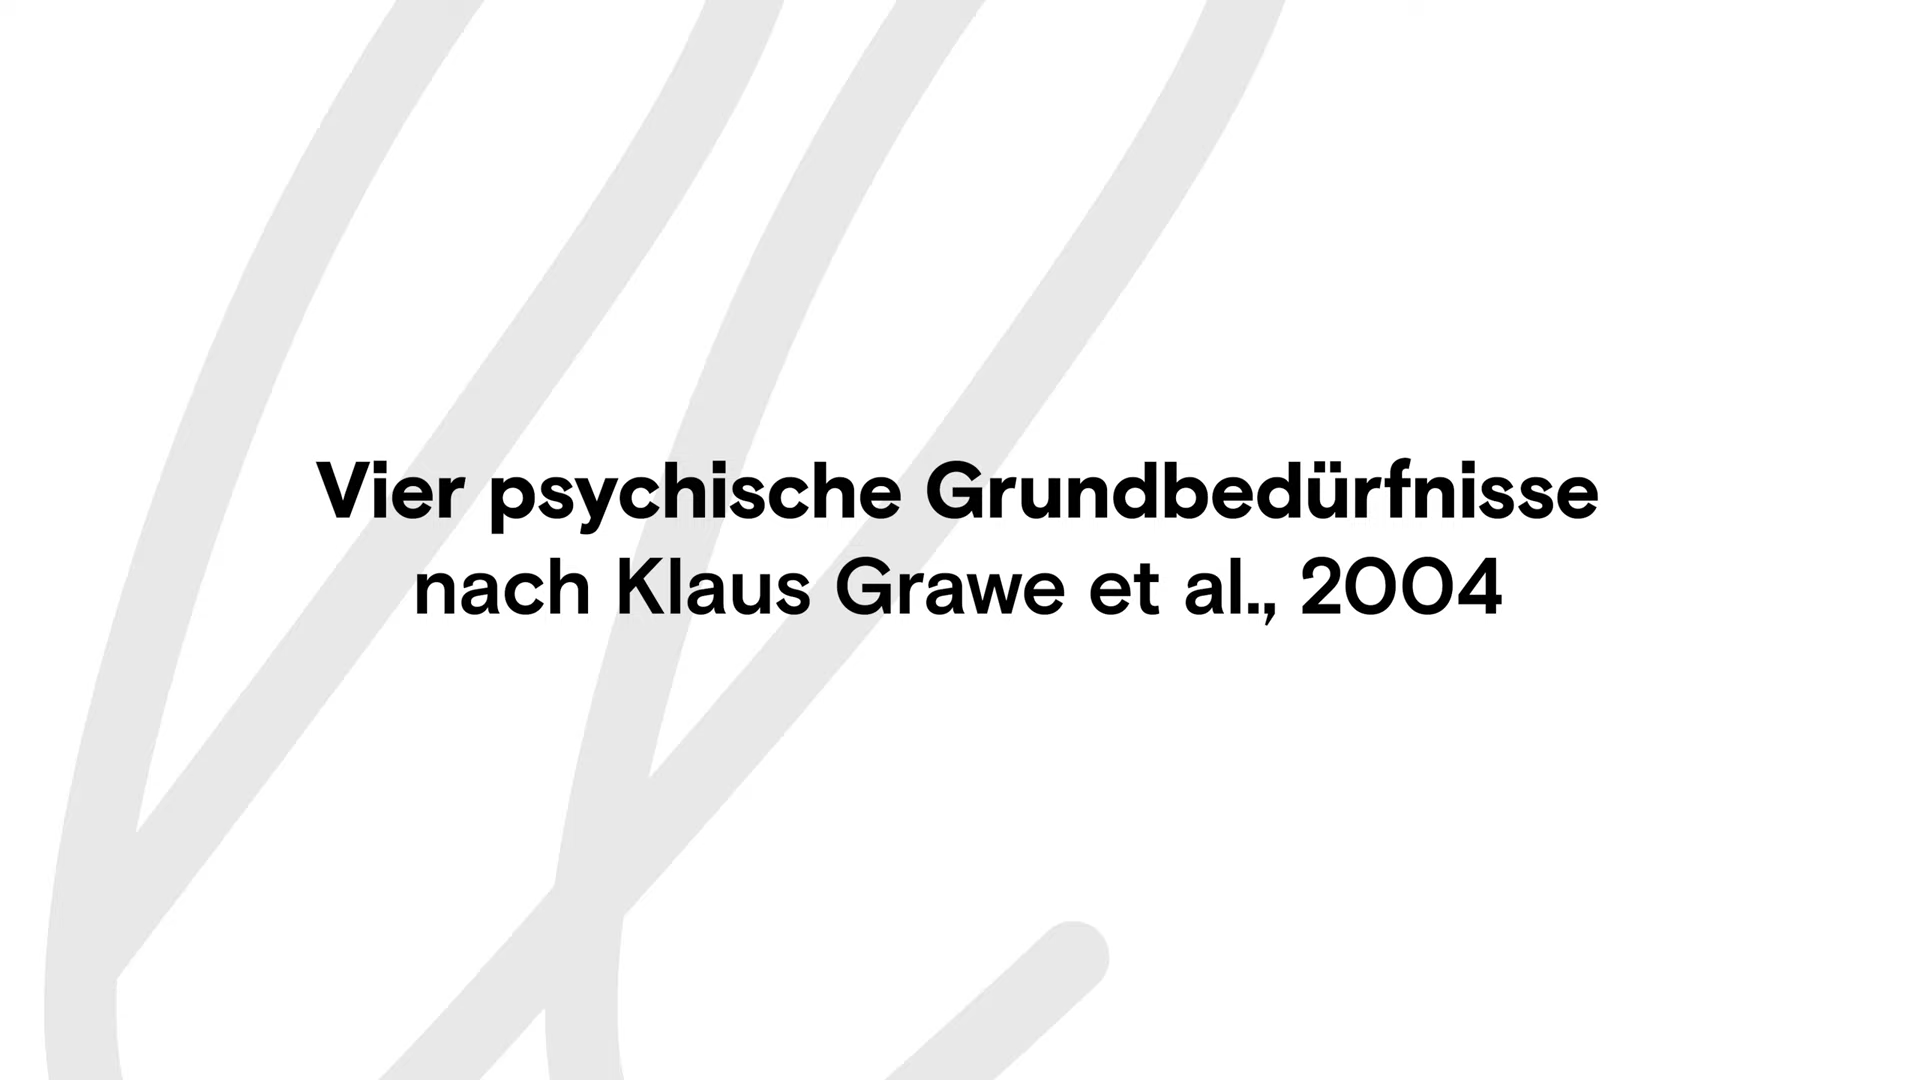 Vier psychische Grundbedürfnisse
nach Klaus Grawe et al., 2004